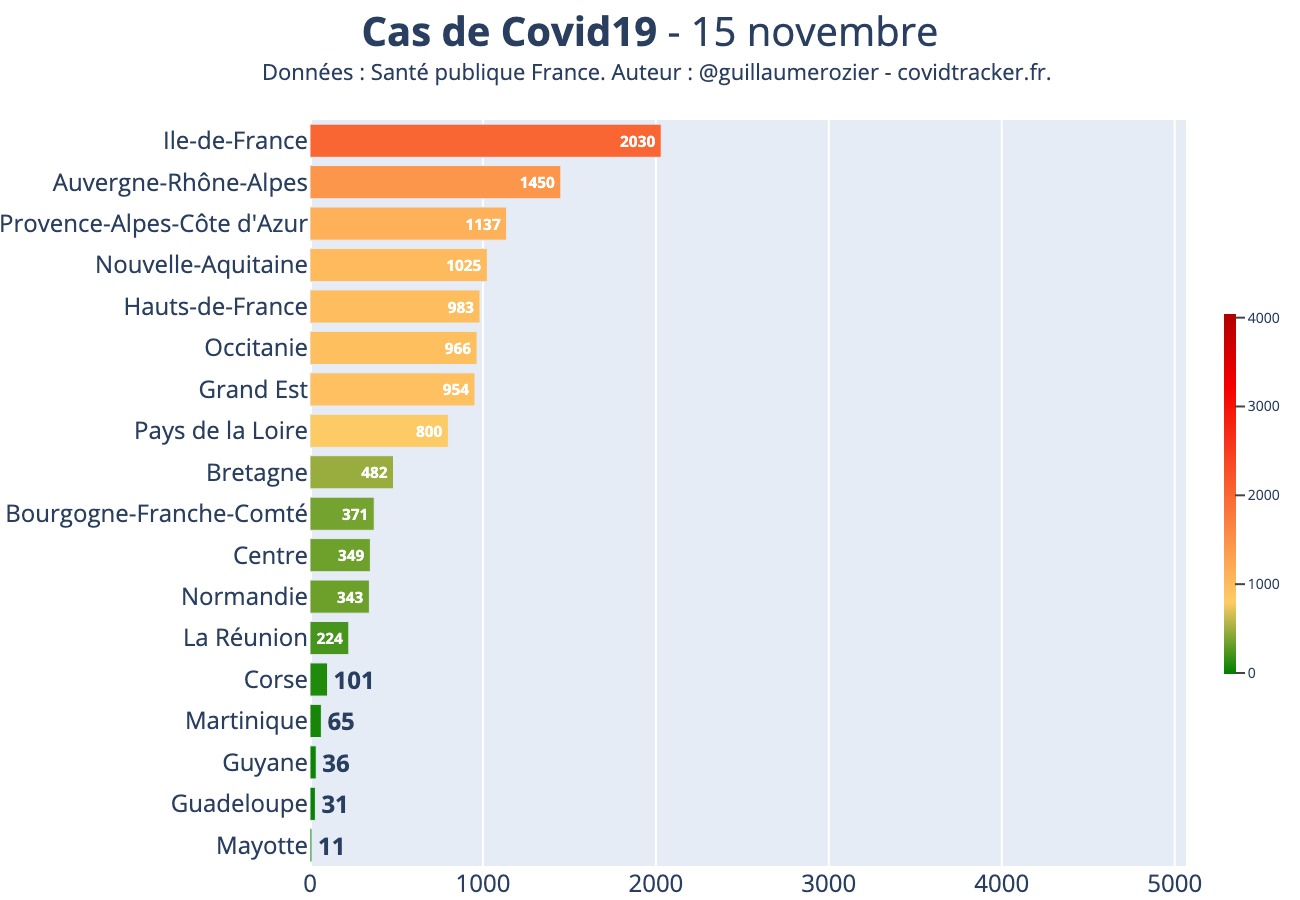 Cas de Covid19 - 15 novembre
Données : Santé publique France. Auteur : @guillaumerozier - covidtracker.fr.
Ile-de-France 2030
Auvergne-Rhône-Alpes 1450
Provence-Alpes-Côte d'Azur 1137
Nouvelle-Aquitaine 1025
Hauts-de-France 983
Occitanie 966
Grand Est 954
Pays de la Loire 800
Bretagne 482
Bourgogne-Franche-Comté 371
Centre 349
Normandie 343
La Réunion 224
Corse 101
Martinique 65
Guyane 36
Guadeloupe 31
Mayotte 11
0 1000 2000 3000 4000 5000
4000
3000
2000
1000
0